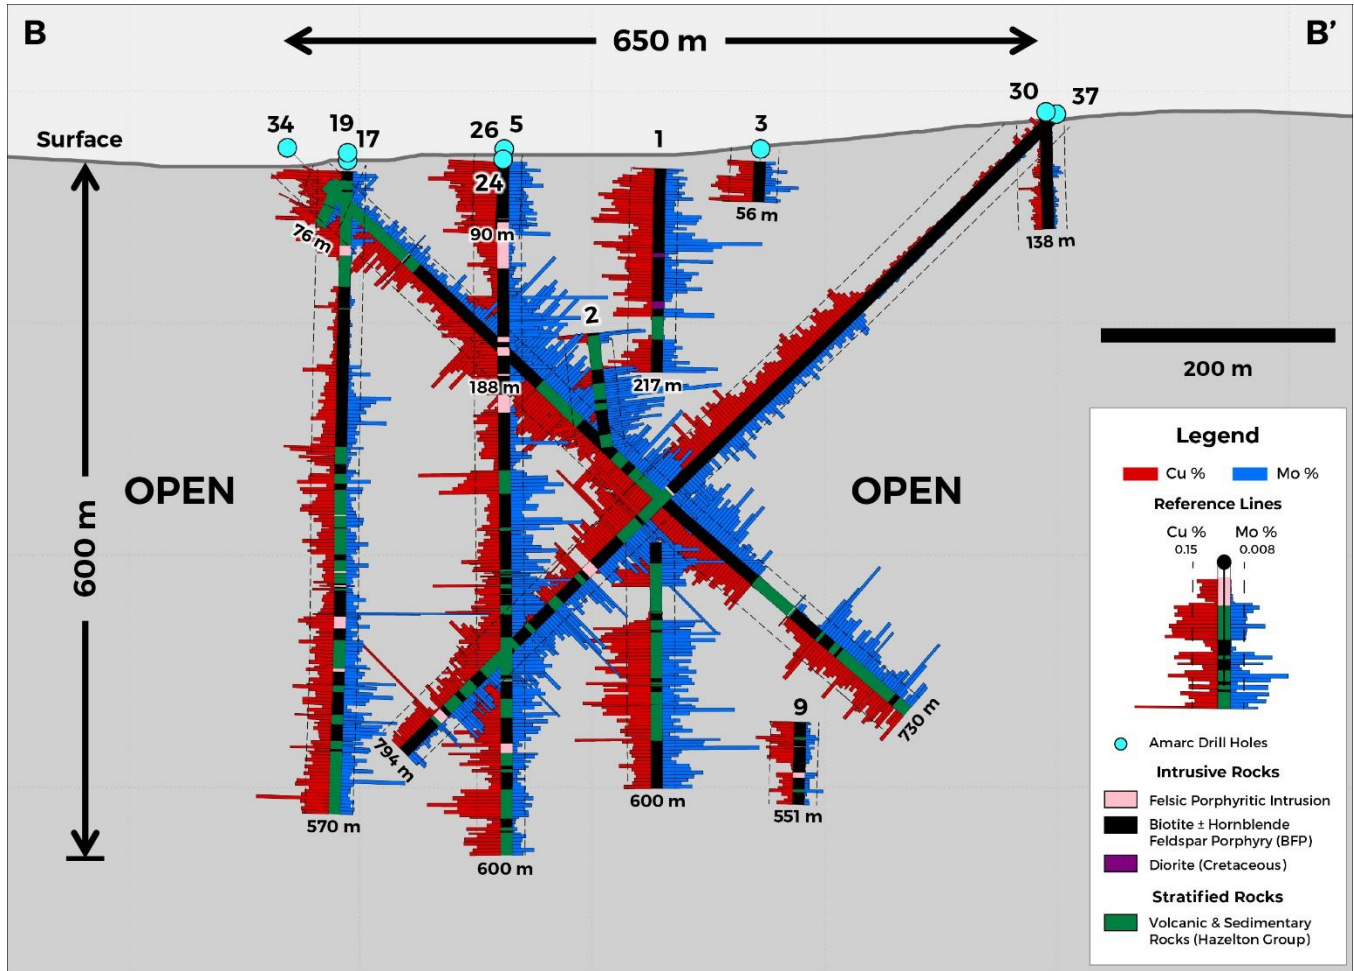 B
650 m
B'
30
37
34
19
17
26
5
1
3
Surface
24
90 m
76 m
56 m
138 m
2
188 m
217 m
200 m
OPEN
OPEN
600 m
794 m
730 m
9
570 m
600 m
600 m
551 m
Legend
Cu %
Mo %
Reference Lines
Cu %
Mo %
0.15
0.008
Amarc Drill Holes
Intrusive Rocks
Felsic Porphyritic Intrusion
Biotite ± Hornblende
Feldspar Porphyry (BFP)
Diorite (Cretaceous)
Stratified Rocks
Volcanic & Sedimentary
Rocks (Hazelton Group)